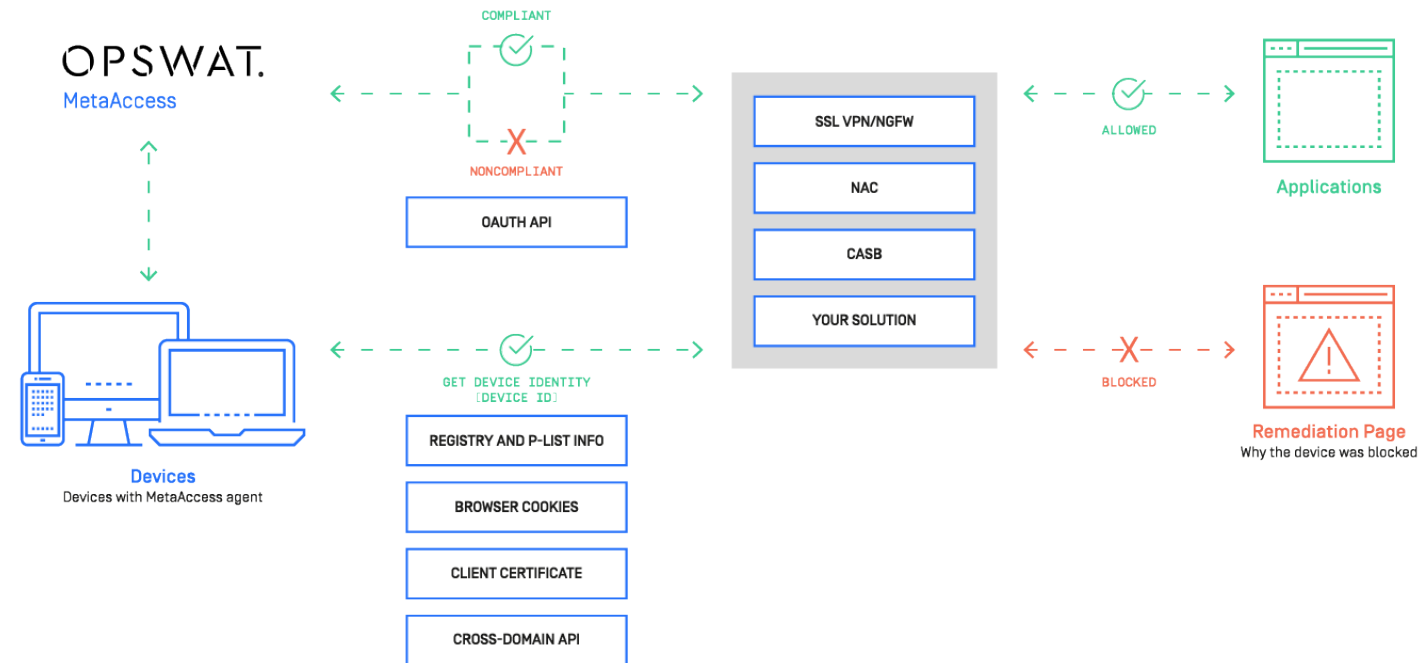 OPSWAT.
MetaAccess
COMPLIANT
NONCOMPLIANT
OAUTH API
SSL VPN/NGFW
NAC
CASB
YOUR SOLUTION
ALLOWED
Applications
Devices
Devices with MetaAccess agent
GET DEVICE IDENTITY
[DEVICE ID]
REGISTRY AND P-LIST INFO
BROWSER COOKIES
CLIENT CERTIFICATE
CROSS-DOMAIN API
BLOCKED
Remediation Page
Why the device was blocked